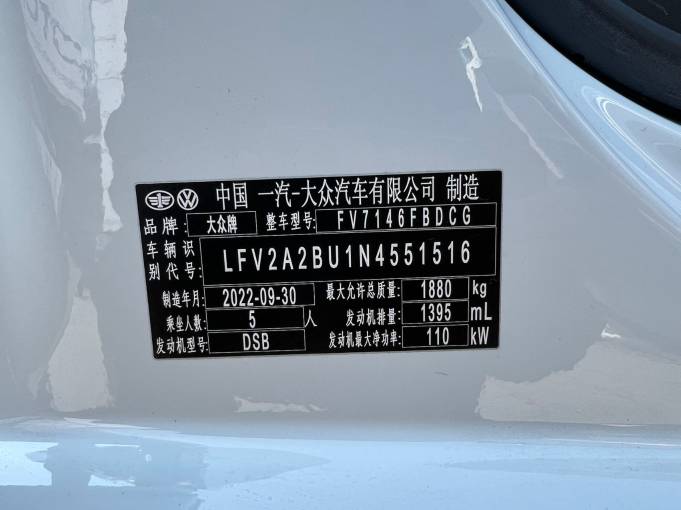 中国 一汽-大众汽车有限公司 制造
品牌: 大众牌 整车型号: FV7146FBDCG
车辆识别代号: LFV2A2BU1N4551516
制造年月: 2022-09-30 最大允许总质量: 1880 kg
乘坐人数: 5 人 发动机排量: 1395 mL
发动机型号: DSB 发动机最大净功率: 110 kW